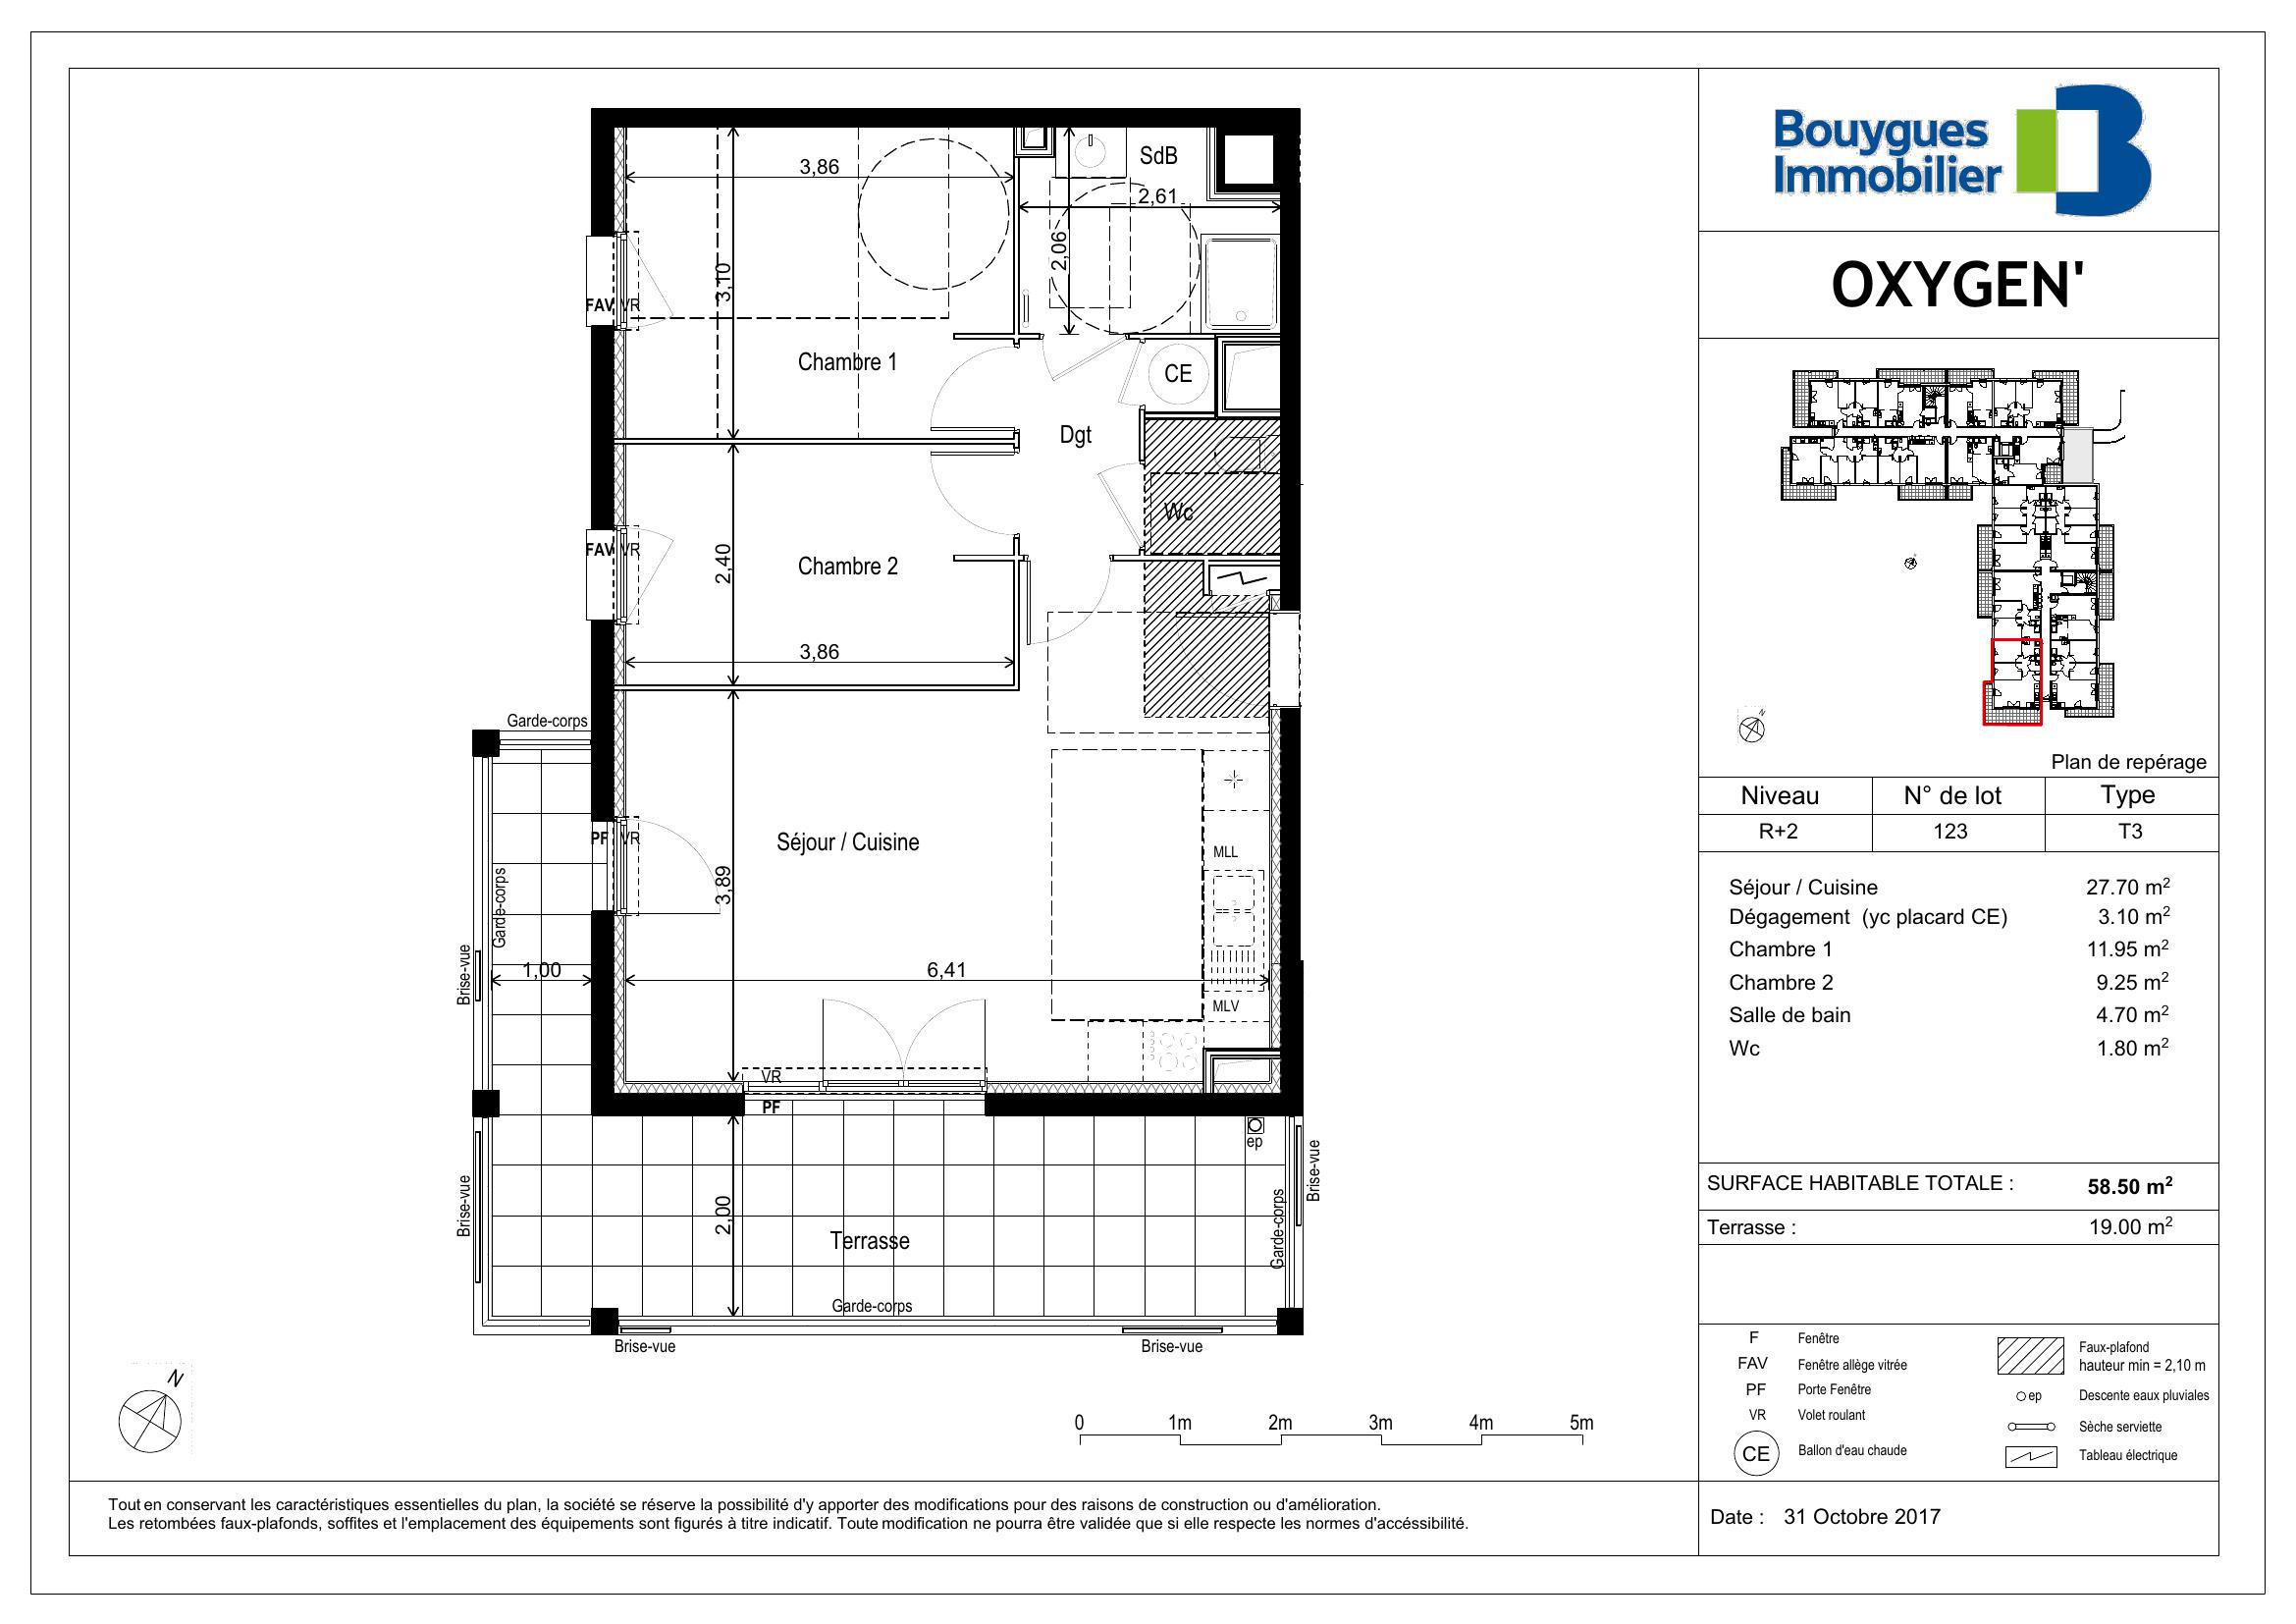 3,86
SdB
2,61
2,06
3,10
FAV VR
Chambre 1
CE
Dgt
Wc
FAV VR
2,40
Chambre 2
3,86
Garde-corps
PF VR
Séjour / Cuisine
MLL
3,89
Garde-corps
Brise-vue
1,00
6,41
MLV
VR
PF
ep
Brise-vue
Brise-vue
Garde-corps
2,00
Terrasse
Garde-corps
Brise-vue
Brise-vue
N
0 1m 2m 3m 4m 5m
Tout en conservant les caractéristiques essentielles du plan, la société se réserve la possibilité d'y apporter des modifications pour des raisons de construction ou d'amélioration.
Les retombées faux-plafonds, soffites et l'emplacement des équipements sont figurés à titre indicatif. Toute modification ne pourra être validée que si elle respecte les normes d'accéssibilité.
Bouygues
Immobilier
OXYGEN'
N
Plan de repérage
Niveau N° de lot Type
R+2 123 T3
Séjour / Cuisine 27.70 m²
Dégagement (yc placard CE) 3.10 m²
Chambre 1 11.95 m²
Chambre 2 9.25 m²
Salle de bain 4.70 m²
Wc 1.80 m²
SURFACE HABITABLE TOTALE : 58.50 m²
Terrasse : 19.00 m²
F Fenêtre
FAV Fenêtre allège vitrée
PF Porte Fenêtre
VR Volet roulant
CE Ballon d'eau chaude
Faux-plafond
hauteur min = 2,10 m
ep Descente eaux pluviales
Sèche serviette
Tableau électrique
Date : 31 Octobre 2017